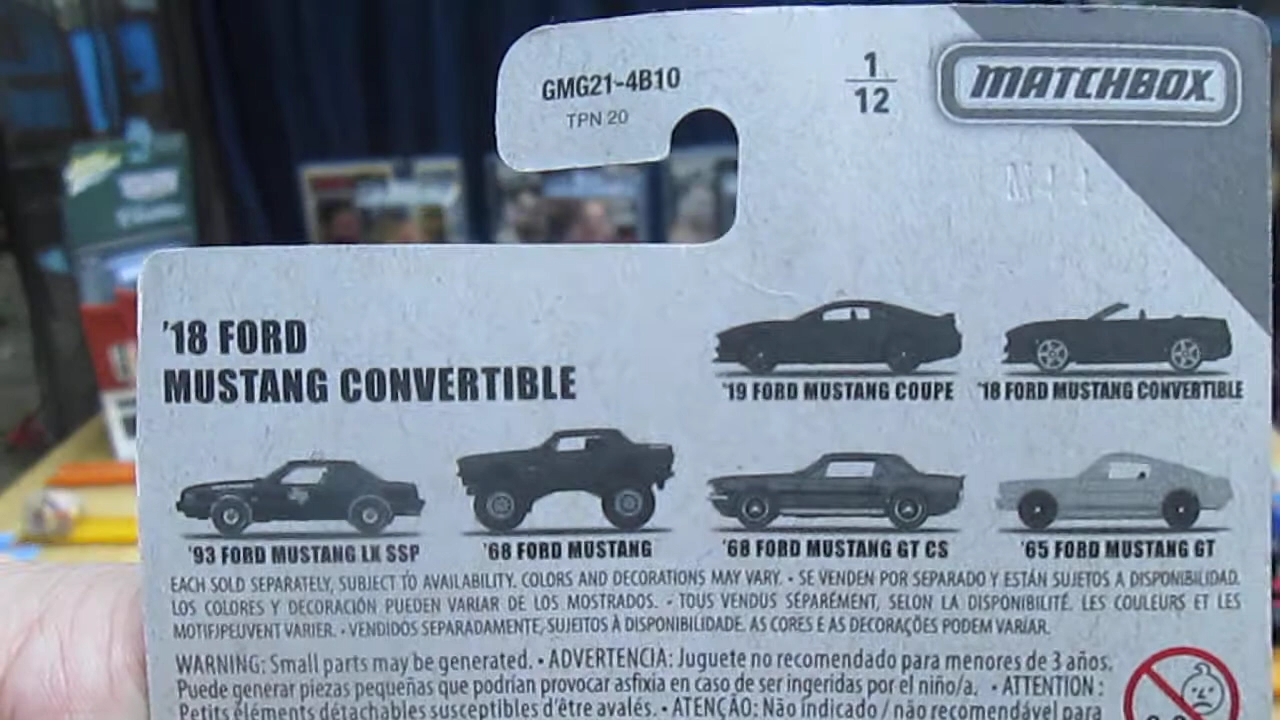 GMG21-4B10
TPN 20
1
12
MATCHBOX
'18 FORD
MUSTANG CONVERTIBLE
'19 FORD MUSTANG COUPE
'18 FORD MUSTANG CONVERTIBLE
'93 FORD MUSTANG LX SSP
'68 FORD MUSTANG
'68 FORD MUSTANG GT CS
'65 FORD MUSTANG GT
EACH SOLD SEPARATELY, SUBJECT TO AVAILABILITY. COLORS AND DECORATIONS MAY VARY. • SE VENDEN POR SEPARADO Y ESTÁN SUJETOS A DISPONIBILIDAD.
LOS COLORES Y DECORACIÓN PUEDEN VARIAR DE LOS MOSTRADOS. • TOUS VENDUS SÉPARÉMENT, SELON LA DISPONIBILITÉ. LES COULEURS ET LES
MOTIFJPEUVENT VARIER. • VENDIDOS SEPARADAMENTE, SUJEITOS À DISPONIBILIDADE. AS CORES E AS DECORAÇÕES PODEM VARIAR.
WARNING: Small parts may be generated. • ADVERTENCIA: Juguete no recomendado para menores de 3 años.
Puede generar piezas pequeñas que podrían provocar asfixia en caso de ser ingeridas por el niño/a. • ATTENTION :
Petits éléments détachables susceptibles d'être avalés. • ATENÇÃO: Não indicado / não recomendável para